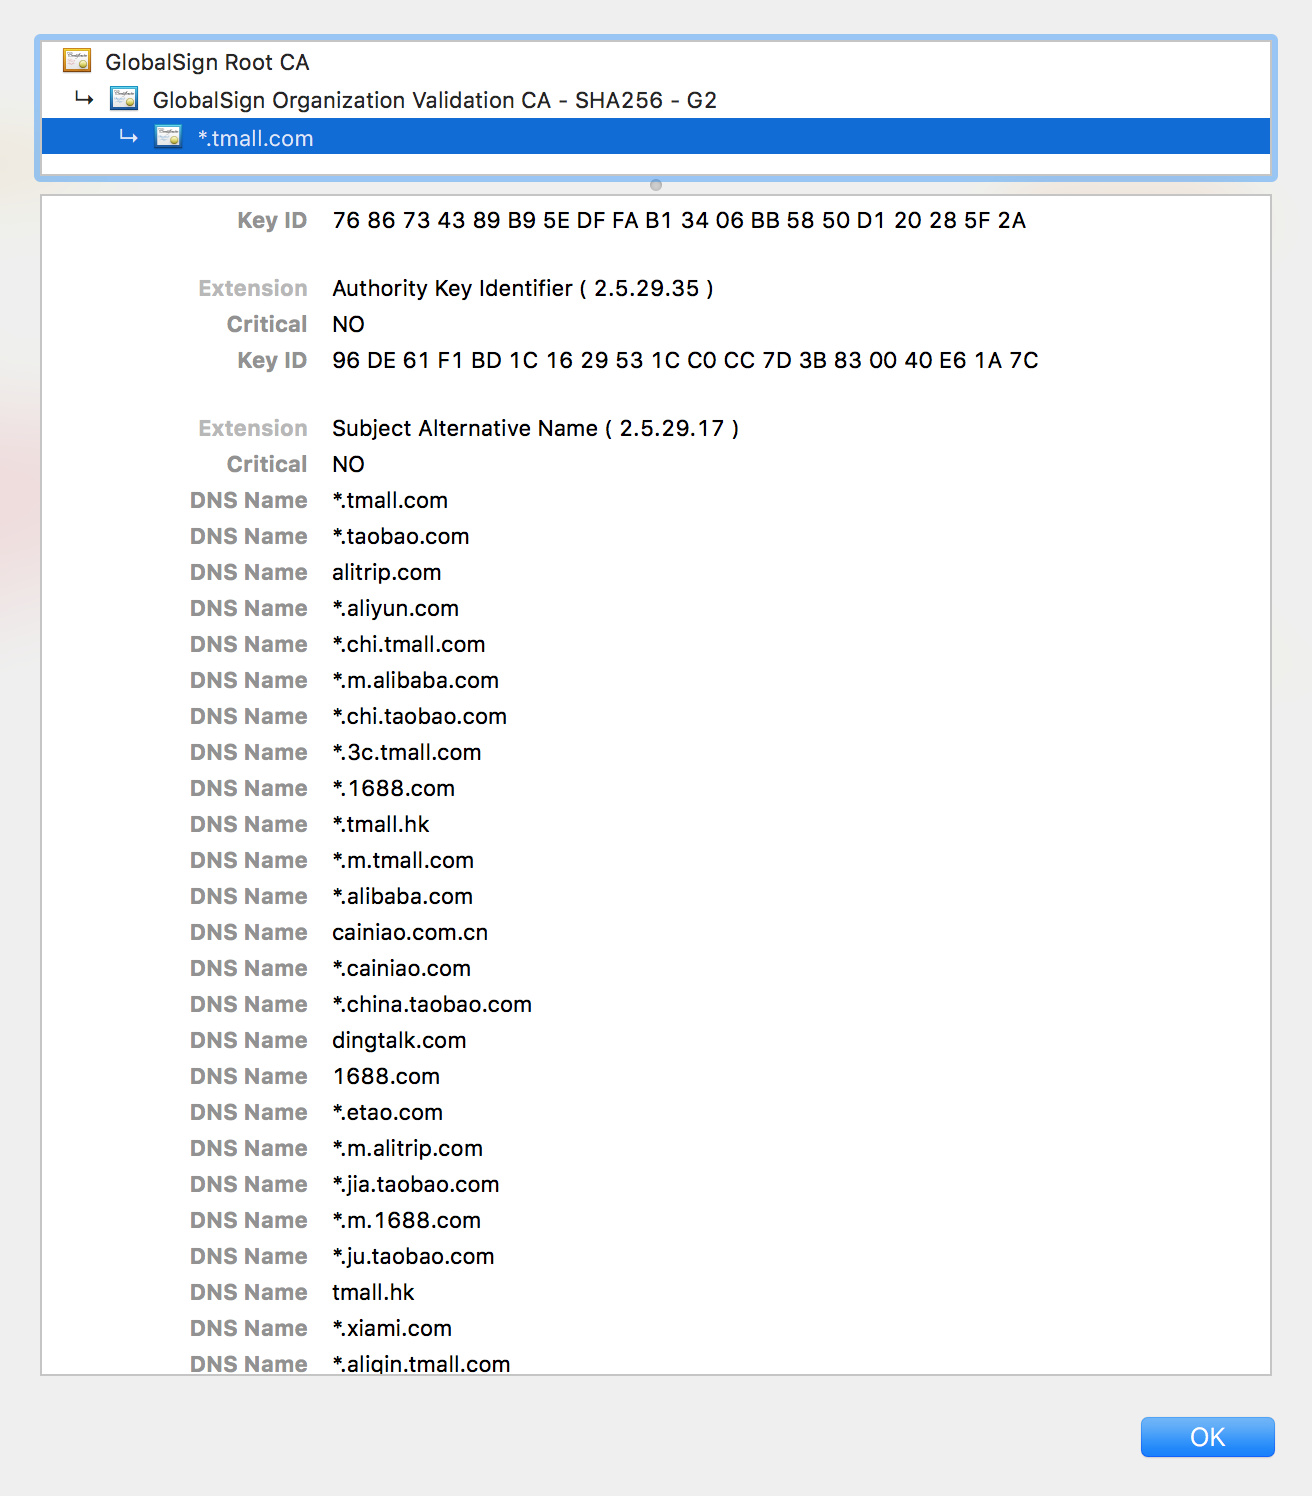 GlobalSign Root CA
GlobalSign Organization Validation CA - SHA256 - G2
*.tmall.com
Key ID 76 86 73 43 89 B9 5E DF FA B1 34 06 BB 58 50 D1 20 28 5F 2A
Extension Authority Key Identifier ( 2.5.29.35 )
Critical NO
Key ID 96 DE 61 F1 BD 1C 16 29 53 1C C0 CC 7D 3B 83 00 40 E6 1A 7C
Extension Subject Alternative Name ( 2.5.29.17 )
Critical NO
DNS Name *.tmall.com
DNS Name *.taobao.com
DNS Name alitrip.com
DNS Name *.aliyun.com
DNS Name *.chi.tmall.com
DNS Name *.m.alibaba.com
DNS Name *.chi.taobao.com
DNS Name *.3c.tmall.com
DNS Name *.1688.com
DNS Name *.tmall.hk
DNS Name *.m.tmall.com
DNS Name *.alibaba.com
DNS Name cainiao.com.cn
DNS Name *.cainiao.com
DNS Name *.china.taobao.com
DNS Name dingtalk.com
DNS Name 1688.com
DNS Name *.etao.com
DNS Name *.m.alitrip.com
DNS Name *.jia.taobao.com
DNS Name *.m.1688.com
DNS Name *.ju.taobao.com
DNS Name tmall.hk
DNS Name *.xiami.com
DNS Name *.aliqin.tmall.com
OK